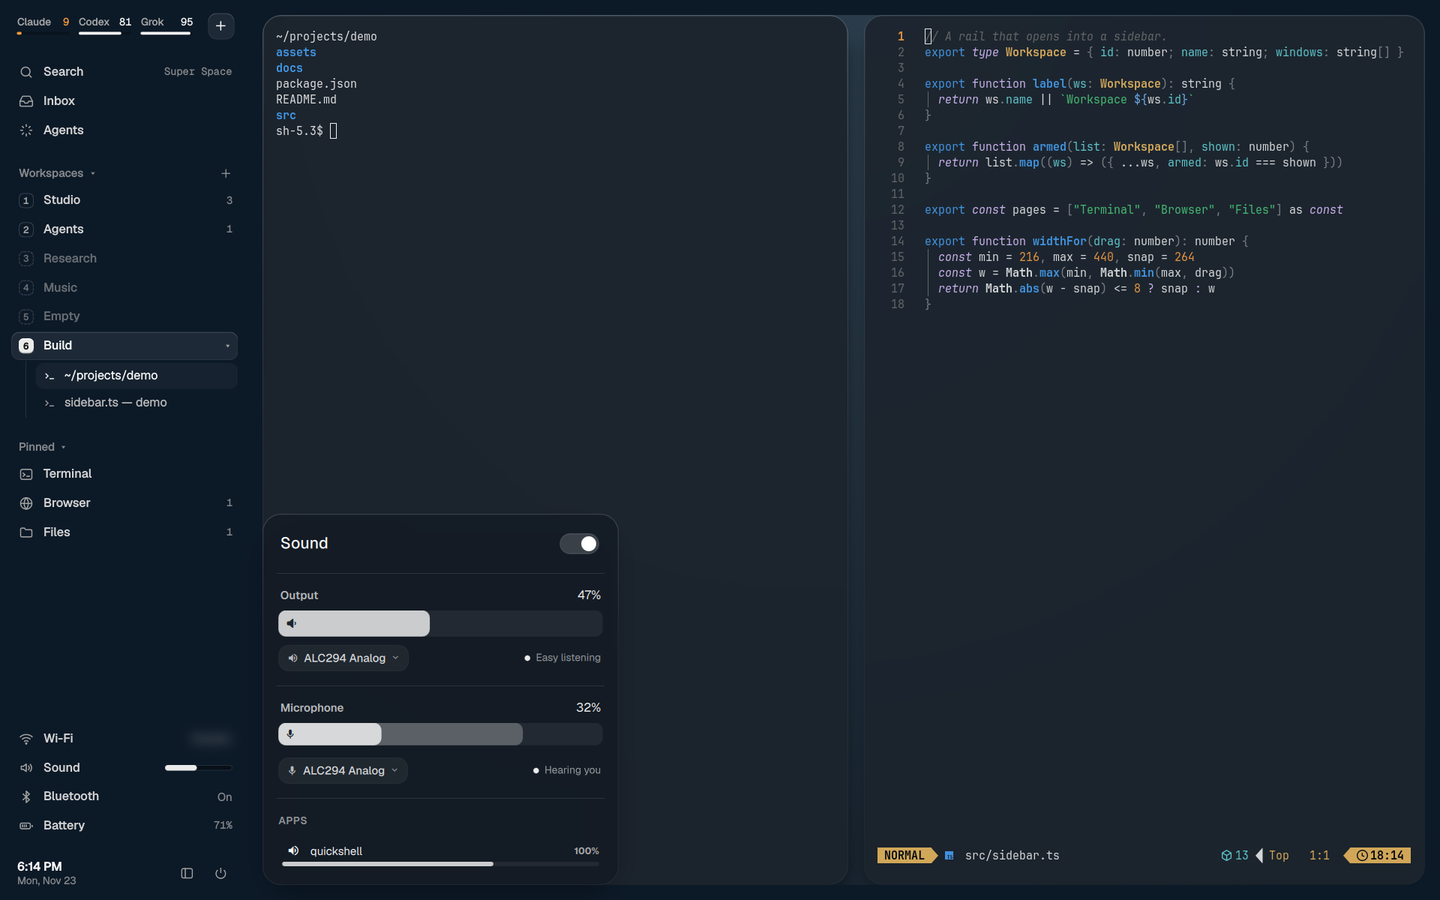 Claude 9 Codex 81 Grok 95
Search Super Space
Inbox
Agents
Workspaces
1 Studio 3
2 Agents 1
3 Research
4 Music
5 Empty
6 Build
~/projects/demo
sidebar.ts — demo
Pinned
Terminal
Browser 1
Files 1
Wi-Fi
Sound
Bluetooth On
Battery 71%
6:14 PM
Mon, Nov 23
~/projects/demo
assets
docs
package.json
README.md
src
sh-5.3$
Sound
Output 47%
ALC294 Analog Easy listening
Microphone 32%
ALC294 Analog Hearing you
APPS
quickshell 100%
1 // A rail that opens into a sidebar.
2 export type Workspace = { id: number; name: string; windows: string[] }
3
4 export function label(ws: Workspace): string {
5 return ws.name || `Workspace ${ws.id}`
6 }
7
8 export function armed(list: Workspace[], shown: number) {
9 return list.map((ws) => ({ ...ws, armed: ws.id === shown }))
10 }
11
12 export const pages = ["Terminal", "Browser", "Files"] as const
13
14 export function widthFor(drag: number): number {
15 const min = 216, max = 440, snap = 264
16 const w = Math.max(min, Math.min(max, drag))
17 return Math.abs(w - snap) <= 8 ? snap : w
18 }
NORMAL src/sidebar.ts 13 Top 1:1 18:14